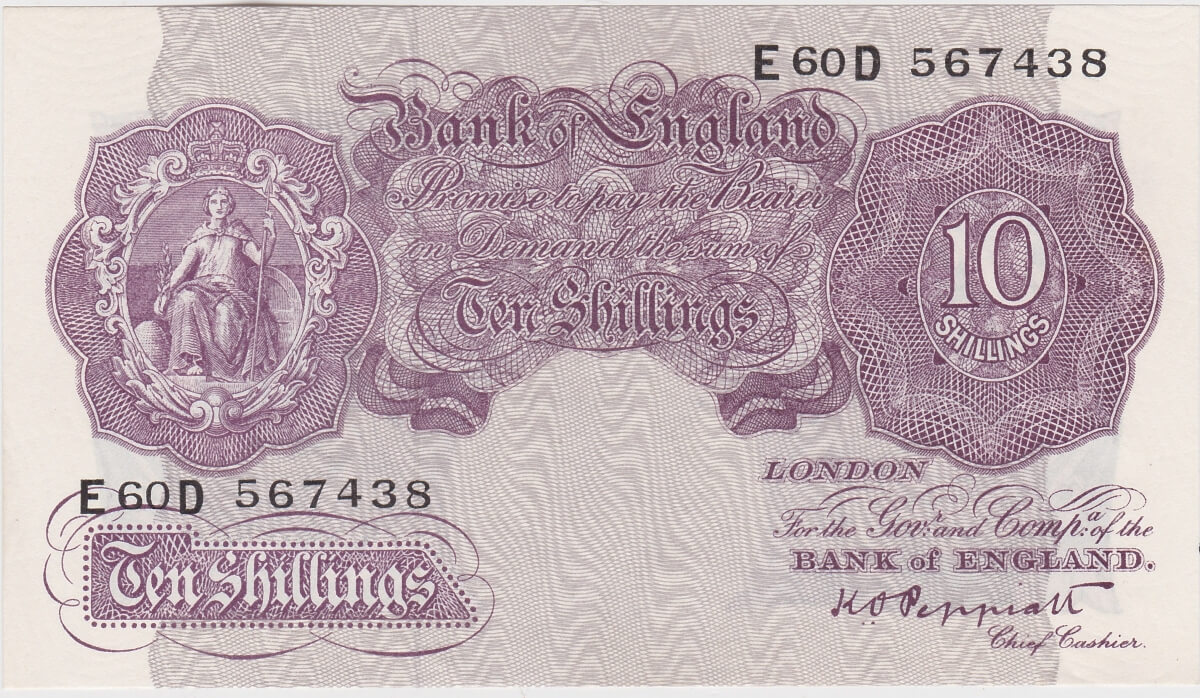 E60D 567438
Bank of England
Promise to pay the Bearer
on Demand the sum of
Ten Shillings
10
SHILLINGS
E60D 567438
LONDON
For the Govr: and Compa: of the
BANK of ENGLAND.
Ten Shillings
K O Peppiatt
Chief Cashier.